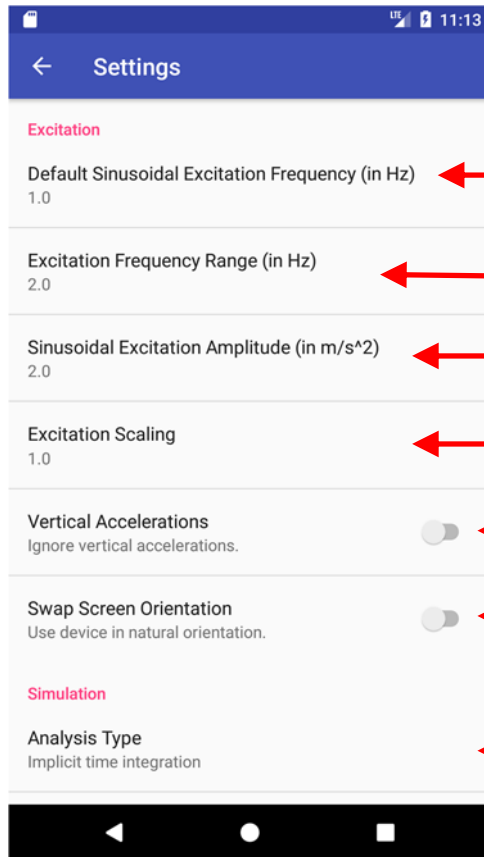 LTE 11:13
Settings
Excitation
Default Sinusoidal Excitation Frequency (in Hz)
1.0
Excitation Frequency Range (in Hz)
2.0
Sinusoidal Excitation Amplitude (in m/s^2)
2.0
Excitation Scaling
1.0
Vertical Accelerations
Ignore vertical accelerations.
Swap Screen Orientation
Use device in natural orientation.
Simulation
Analysis Type
Implicit time integration